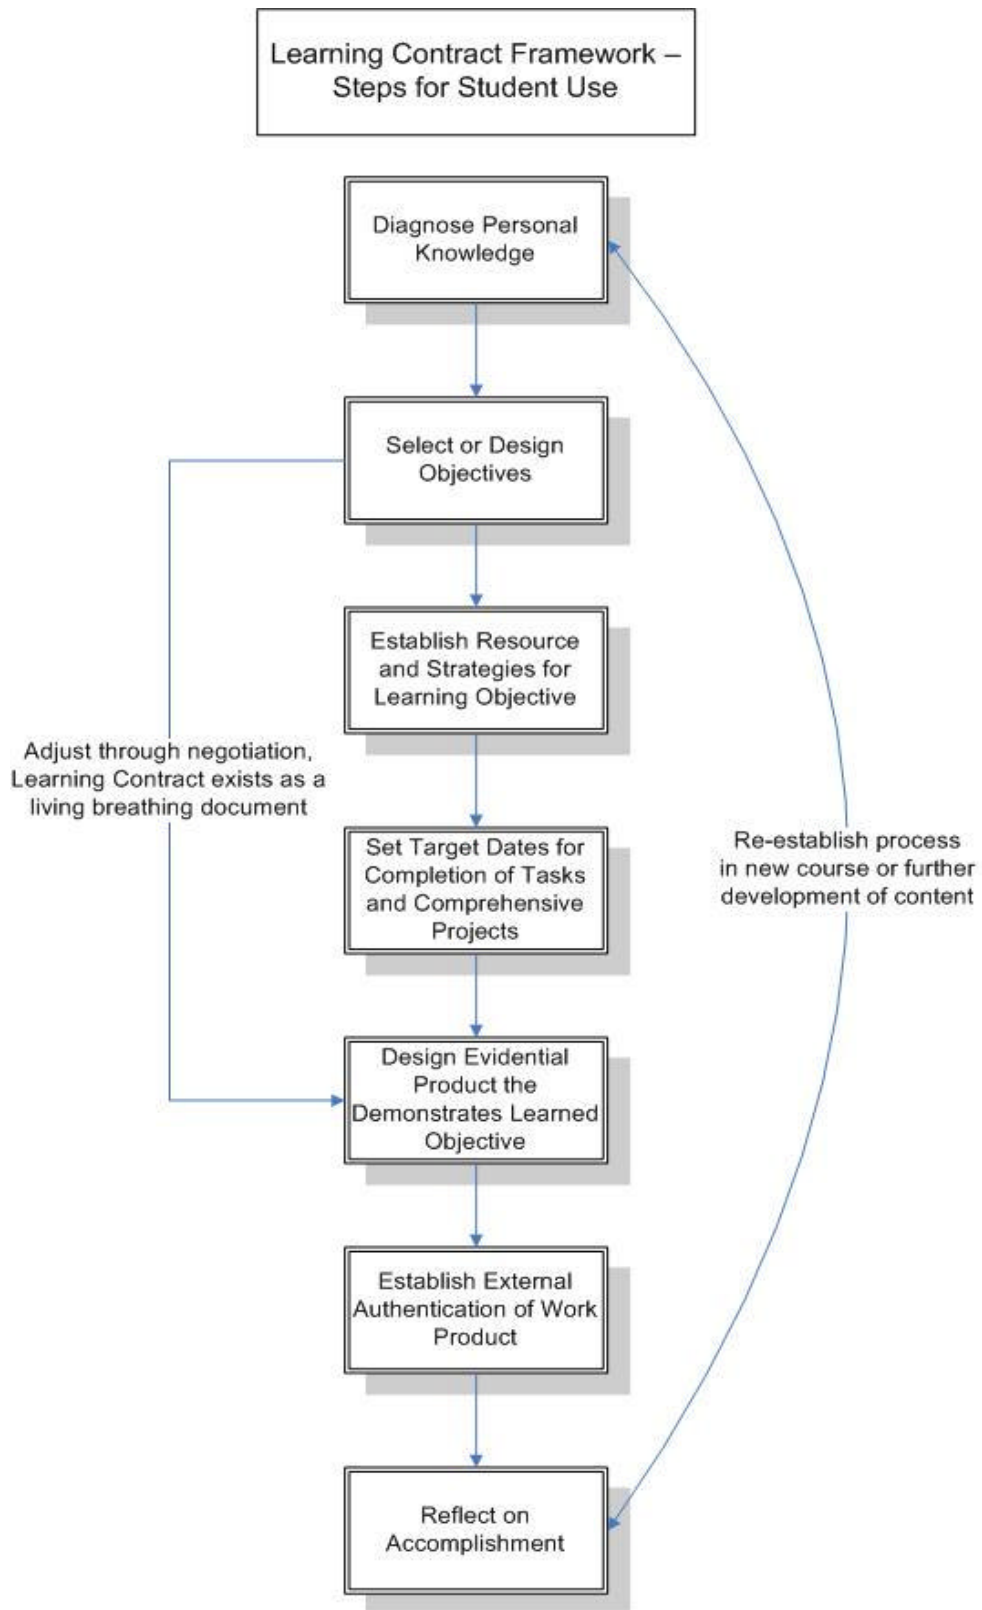 Learning Contract Framework –
Steps for Student Use
Diagnose Personal
Knowledge
Select or Design
Objectives
Establish Resource
and Strategies for
Learning Objective
Adjust through negotiation,
Learning Contract exists as a
living breathing document
Set Target Dates for
Completion of Tasks
and Comprehensive
Projects
Re-establish process
in new course or further
development of content
Design Evidential
Product the
Demonstrates Learned
Objective
Establish External
Authentication of Work
Product
Reflect on
Accomplishment